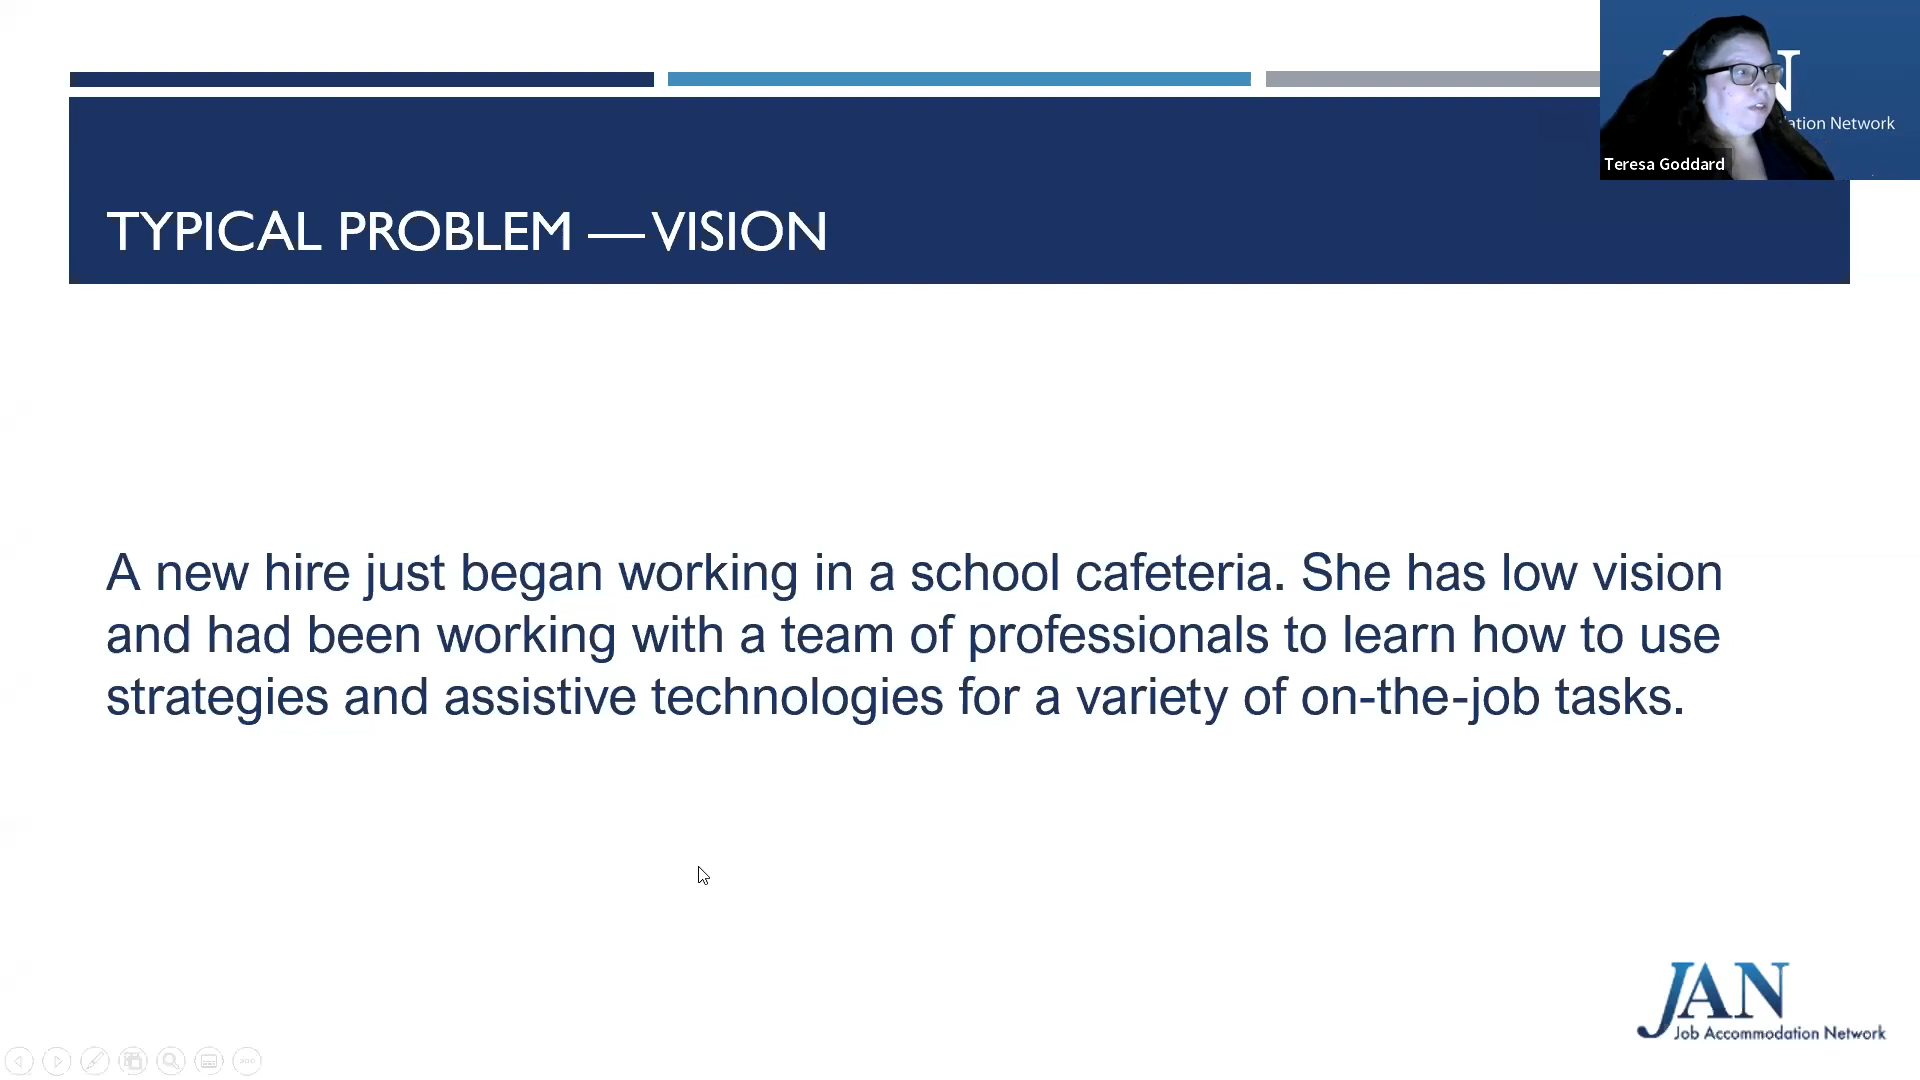 ation Network
Teresa Goddard
TYPICAL PROBLEM — VISION
A new hire just began working in a school cafeteria. She has low vision
and had been working with a team of professionals to learn how to use
strategies and assistive technologies for a variety of on-the-job tasks.
JAN
Job Accommodation Network